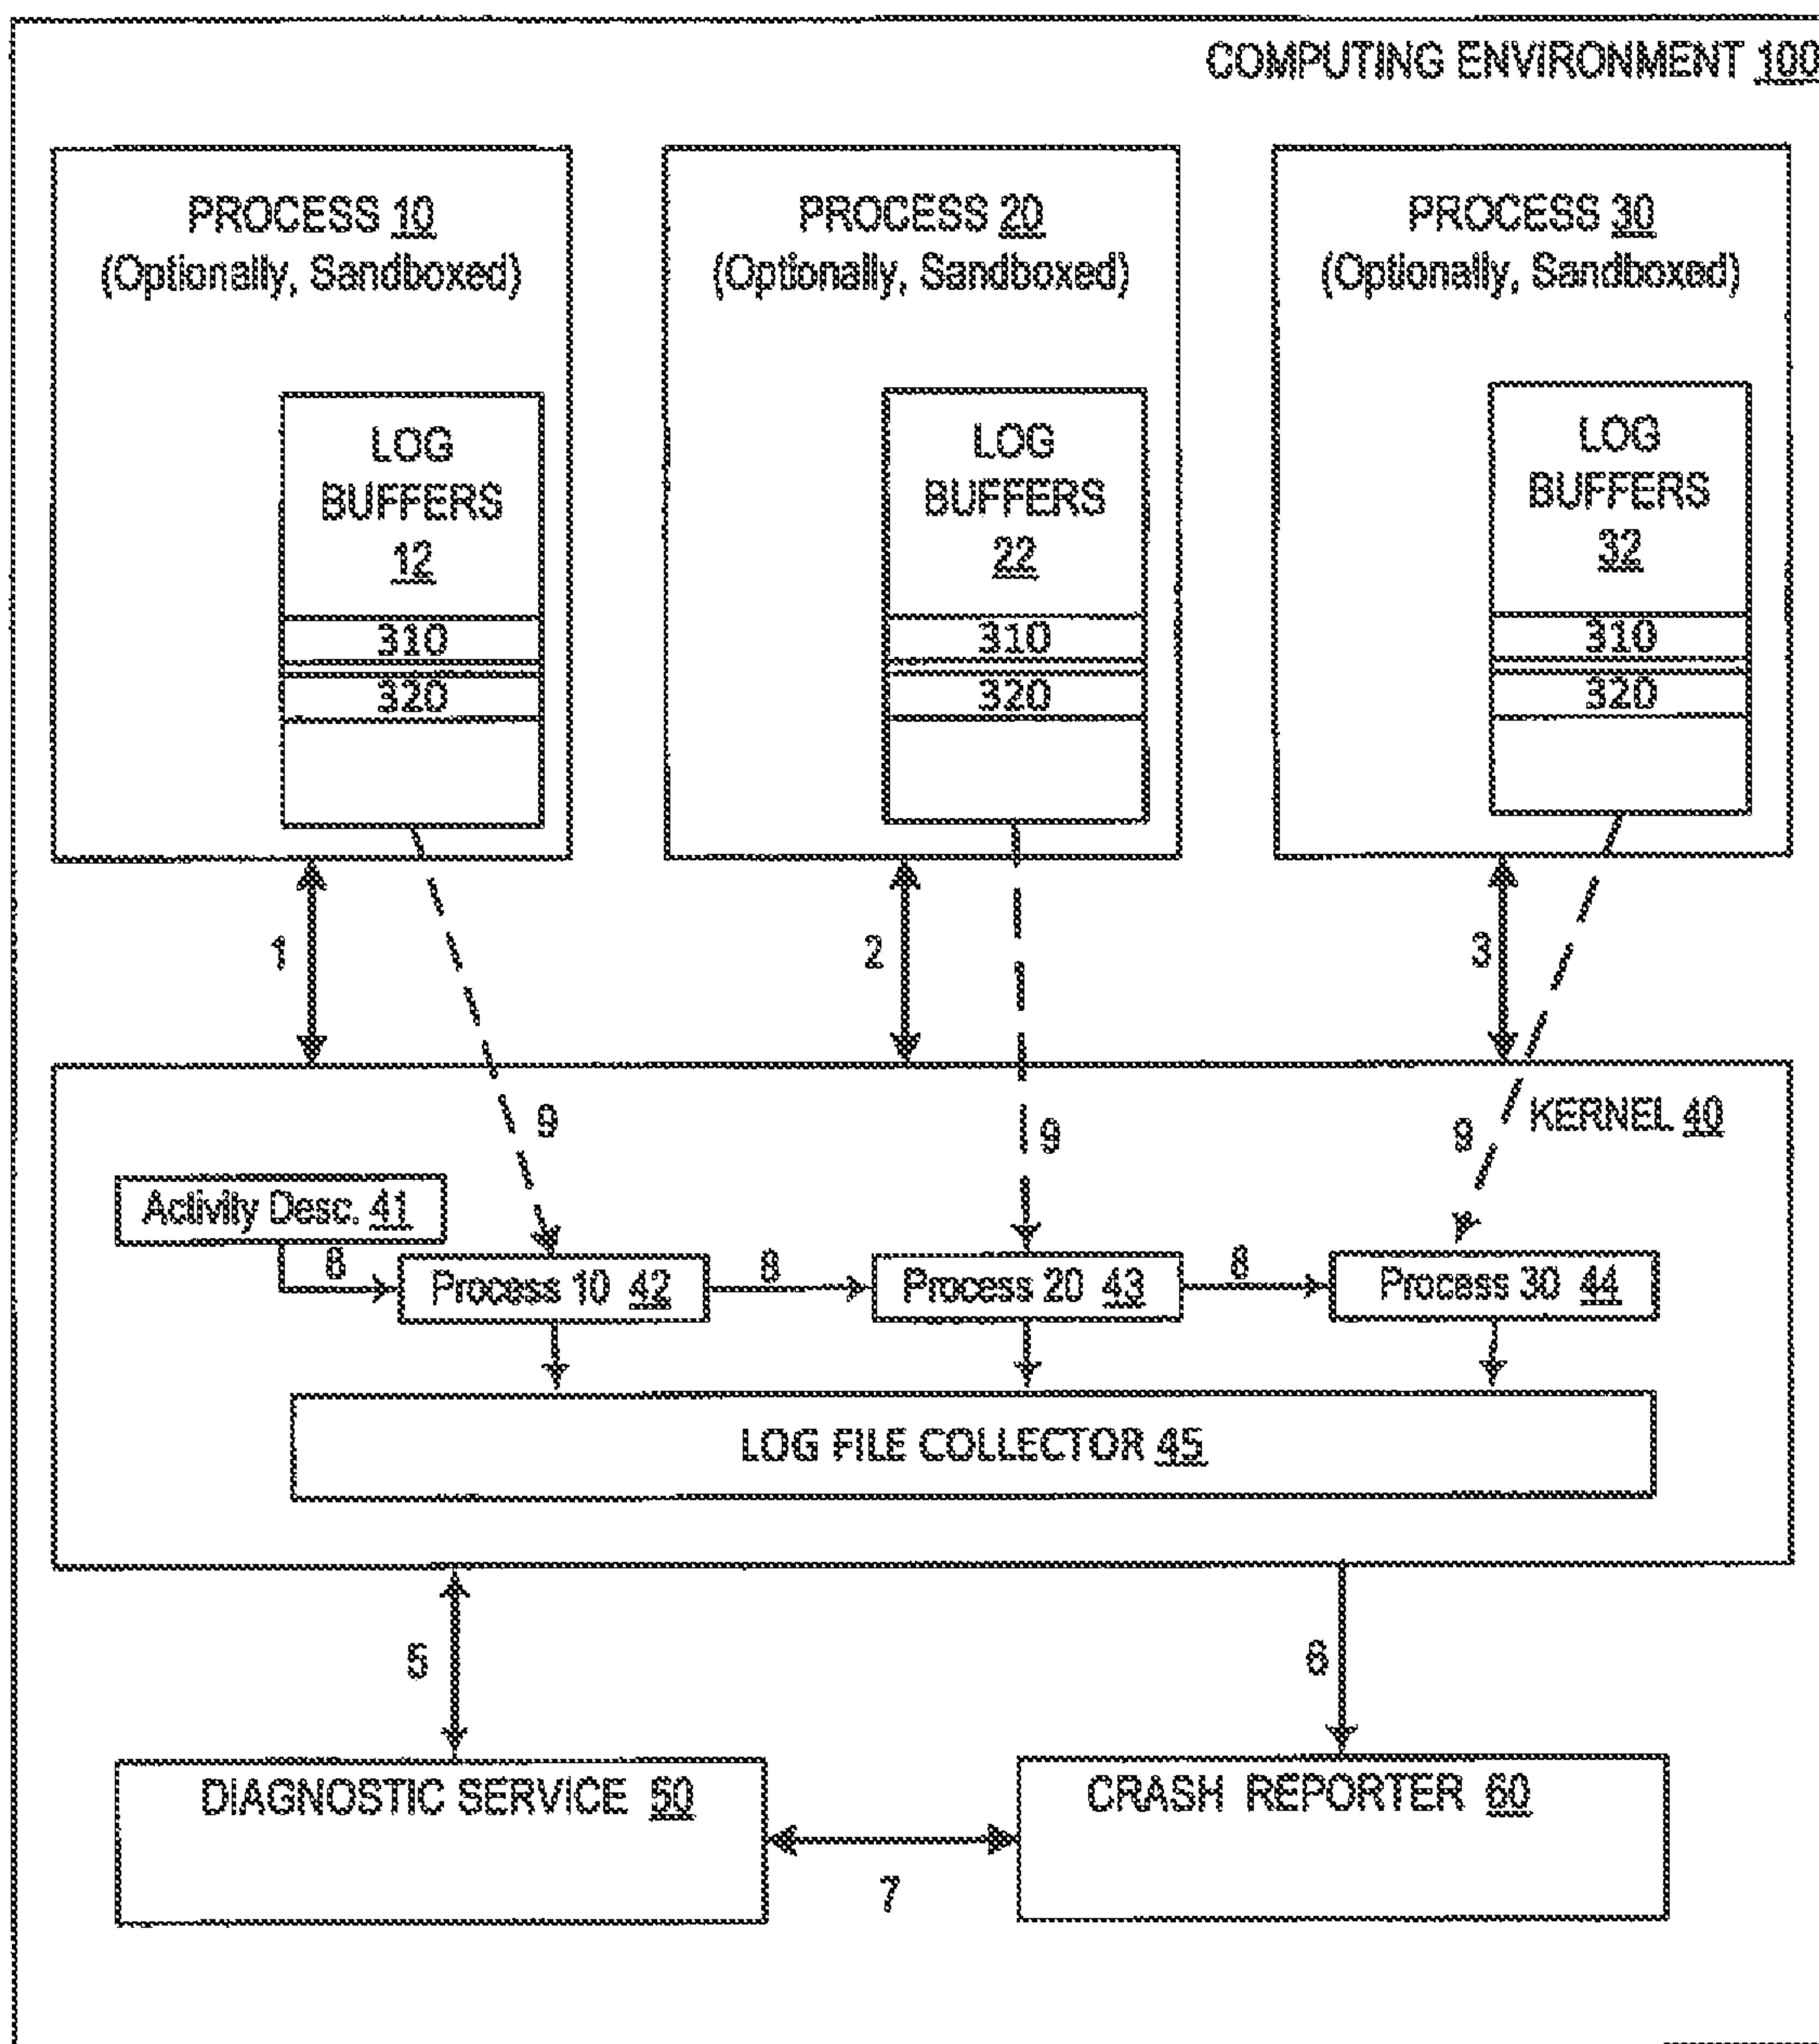 COMPUTING ENVIRONMENT 100
PROCESS 10
(Optionally, Sandboxed)
LOG
BUFFERS
12
310
320
PROCESS 20
(Optionally, Sandboxed)
LOG
BUFFERS
22
310
320
PROCESS 30
(Optionally, Sandboxed)
LOG
BUFFERS
32
310
320
1
2
3
9
9
9
KERNEL 40
Activity Desc. 41
8
Process 10 42
8
Process 20 43
8
Process 30 44
LOG FILE COLLECTOR 45
5
6
DIAGNOSTIC SERVICE 50
7
CRASH REPORTER 60